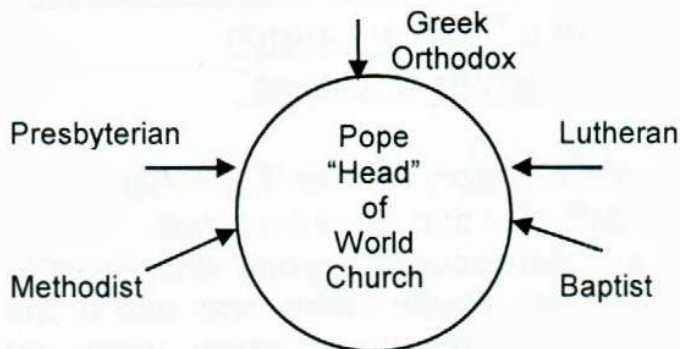 Greek
Orthodox
Presbyterian
Lutheran
Pope
“Head”
of
World
Church
Methodist
Baptist